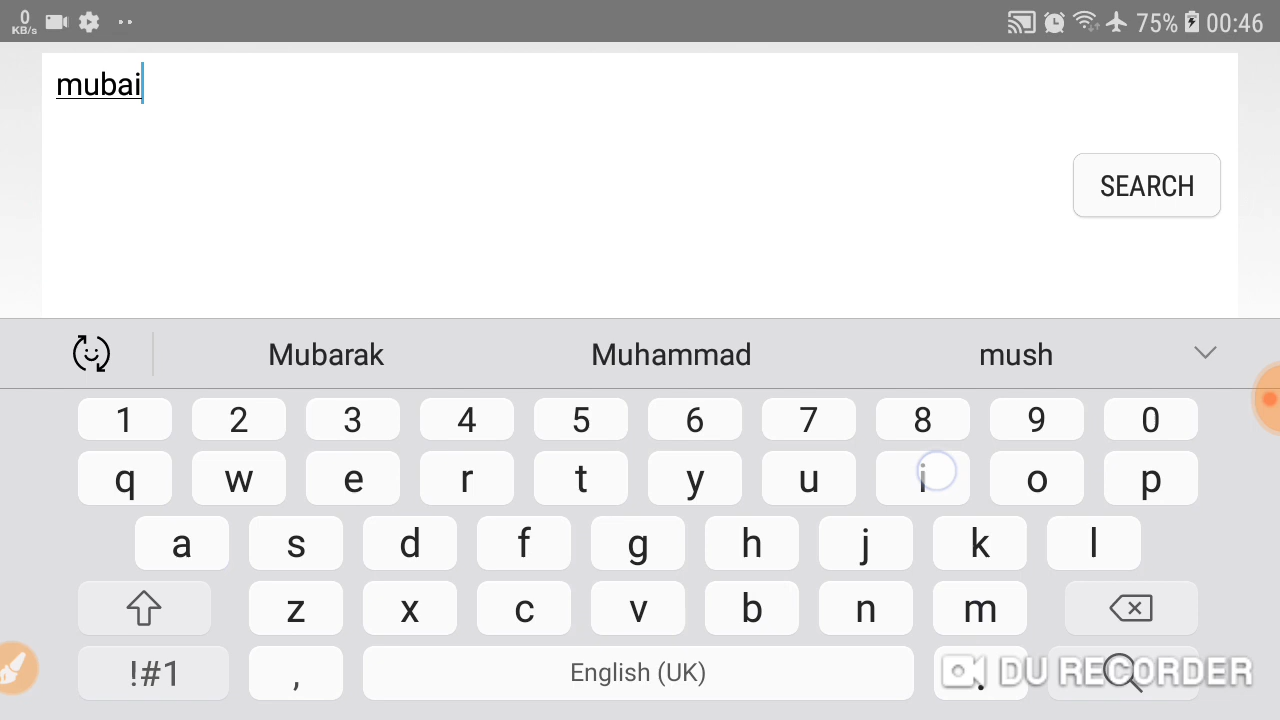 0 KB/s 75% 00:46
mubai
SEARCH
Mubarak Muhammad mush
1 2 3 4 5 6 7 8 9 0
q w e r t y u i o p
a s d f g h j k l
z x c v b n m
!#1 , English (UK) .
DU RECORDER